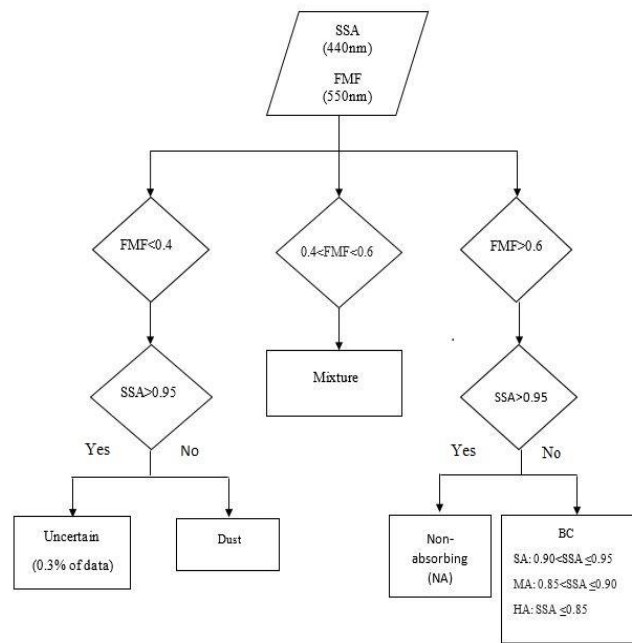 SSA
(440nm)
FMF
(550nm)
FMF<0.4
0.4<FMF<0.6
FMF>0.6
SSA>0.95
Mixture
SSA>0.95
Yes
No
Yes
No
Uncertain
(0.3% of data)
Dust
Non-
absorbing
(NA)
BC
SA: 0.90<SSA ≤0.95
MA: 0.85<SSA ≤0.90
HA: SSA ≤0.85